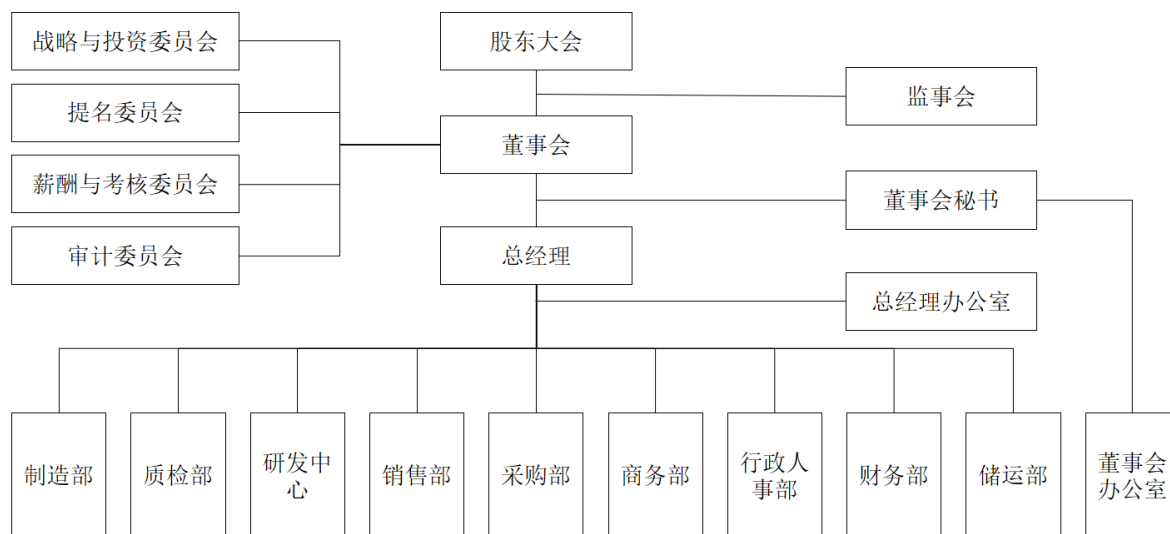 战略与投资委员会
股东大会
监事会
提名委员会
董事会
薪酬与考核委员会
董事会秘书
审计委员会
总经理
总经理办公室
制造部
质检部
研发中
心
销售部
采购部
商务部
行政人
事部
财务部
储运部
董事会
办公室